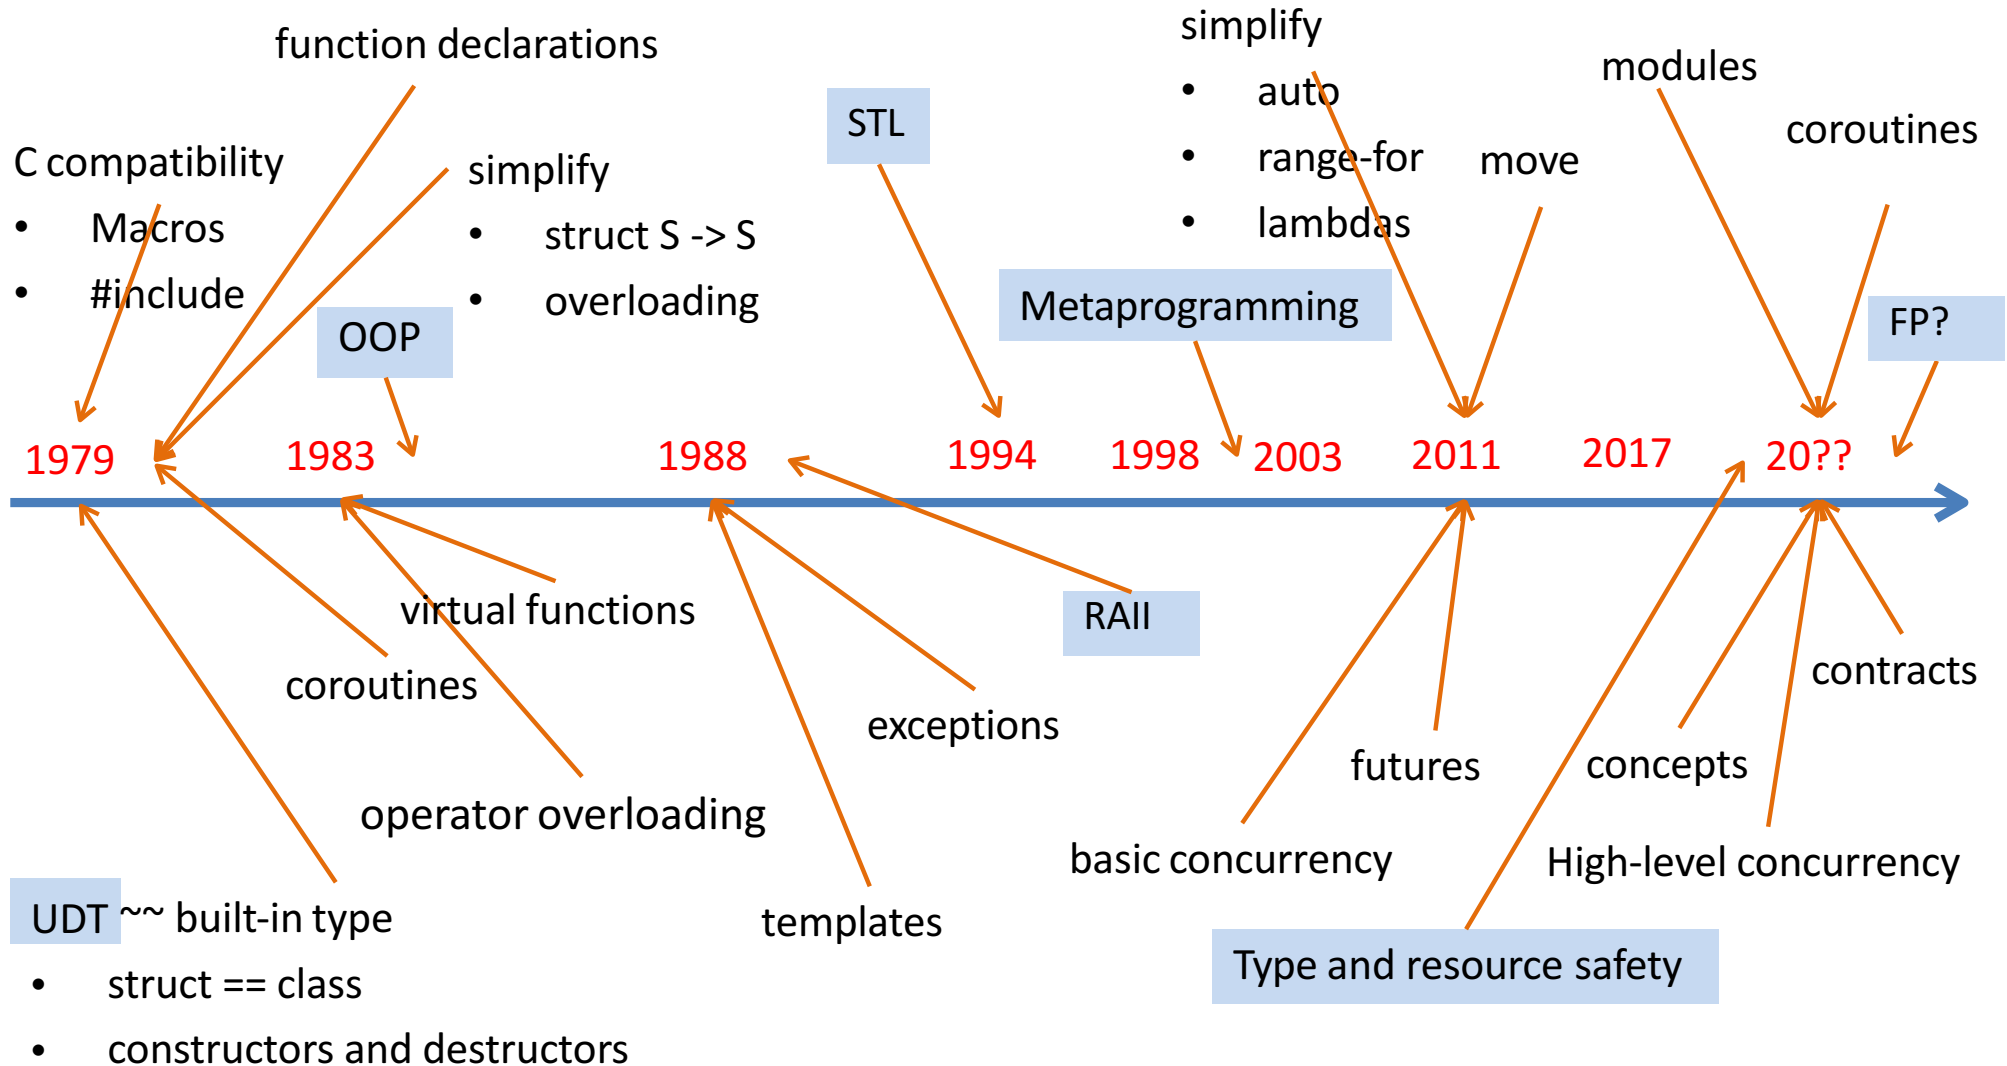 function declarations
C compatibility
• Macros
• #include
simplify
• struct S -> S
• overloading
OOP
STL
simplify
• auto
• range-for
• lambdas
move
Metaprogramming
modules
coroutines
FP?
1979
1983
1988
1994
1998
2003
2011
2017
20??
virtual functions
coroutines
operator overloading
UDT ~~ built-in type
• struct == class
• constructors and destructors
RAII
exceptions
templates
futures
basic concurrency
concepts
contracts
High-level concurrency
Type and resource safety